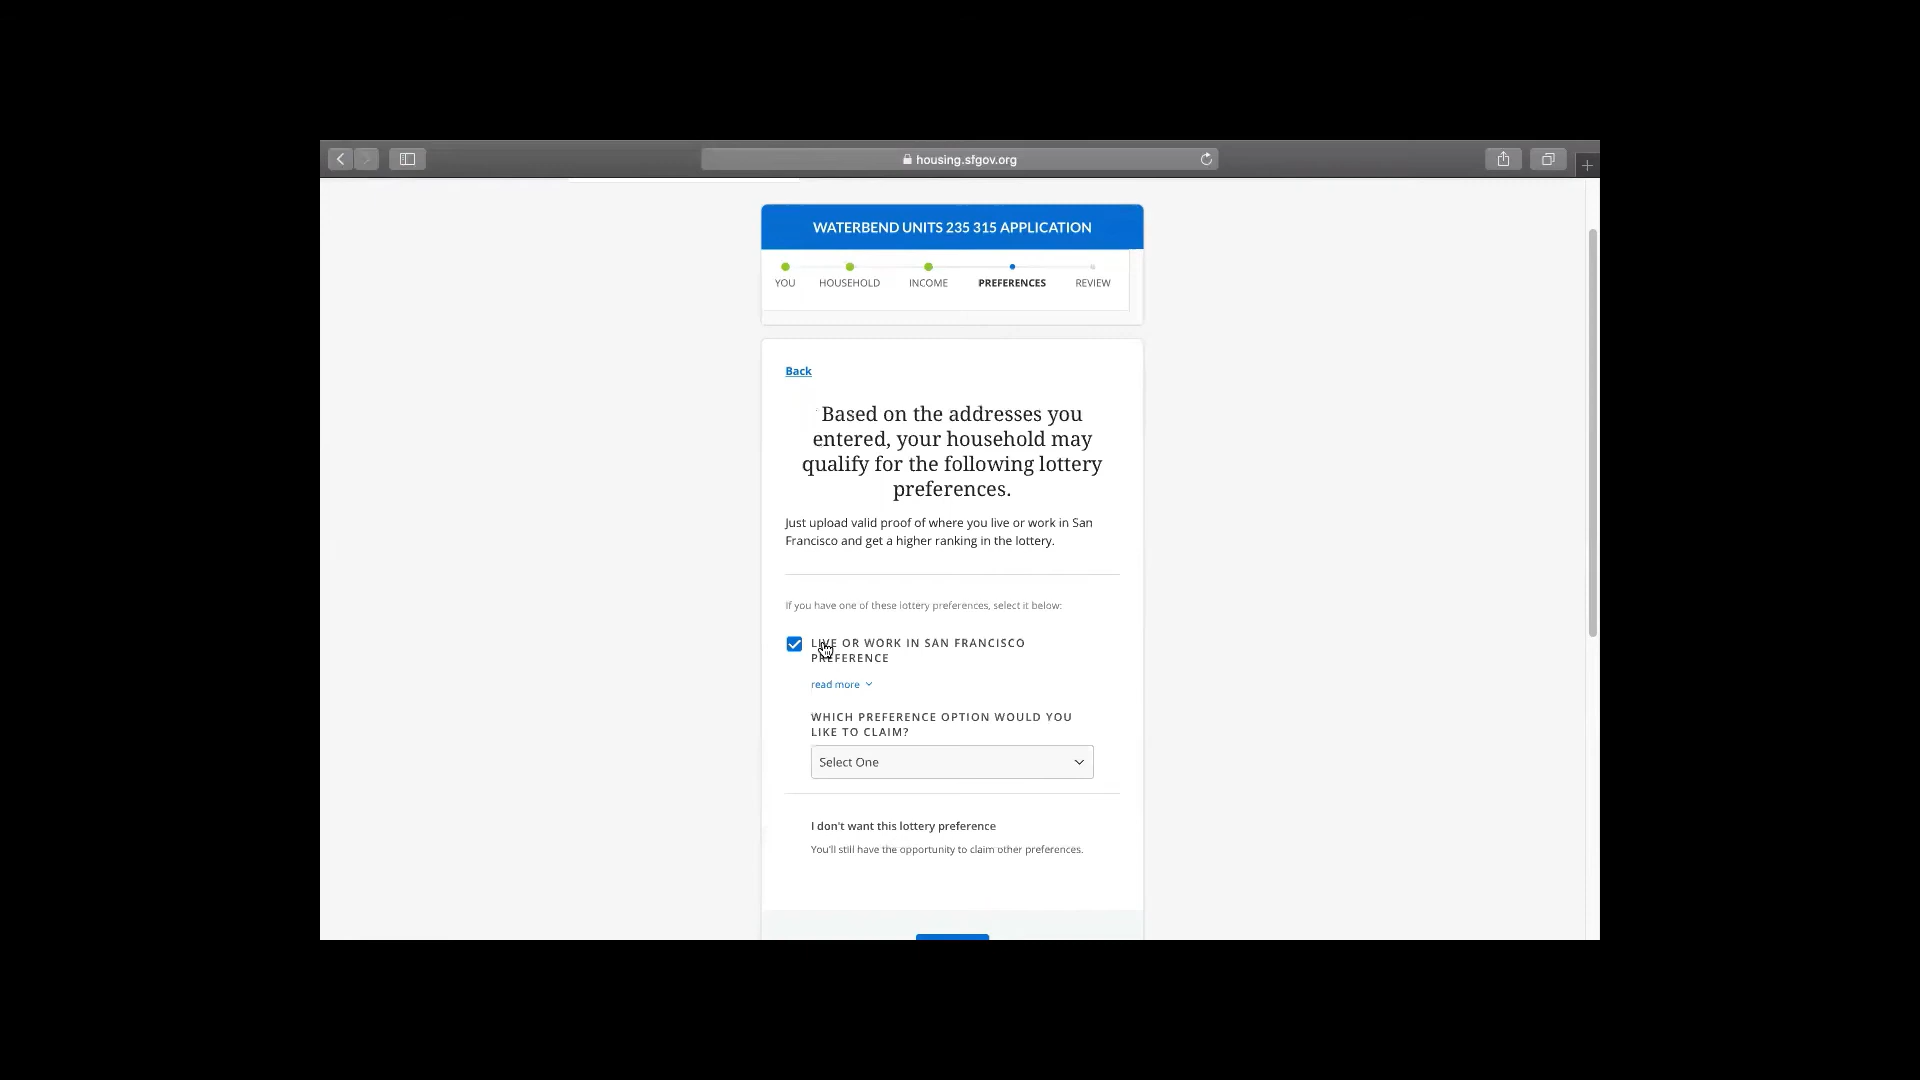 housing.sfgov.org
WATERBEND UNITS 235 315 APPLICATION
YOU HOUSEHOLD INCOME PREFERENCES REVIEW
Back
Based on the addresses you
entered, your household may
qualify for the following lottery
preferences.
Just upload valid proof of where you live or work in San
Francisco and get a higher ranking in the lottery.
If you have one of these lottery preferences, select it below:
LIVE OR WORK IN SAN FRANCISCO
PREFERENCE
read more
WHICH PREFERENCE OPTION WOULD YOU
LIKE TO CLAIM?
Select One
I don't want this lottery preference
You'll still have the opportunity to claim other preferences.